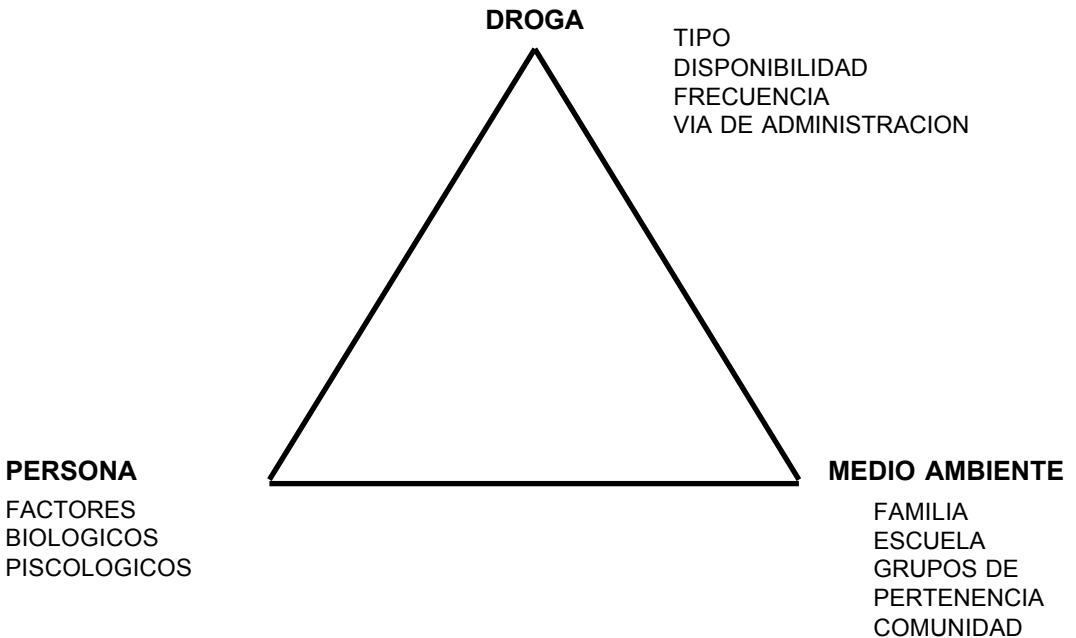 DROGA
TIPO
DISPONIBILIDAD
FRECUENCIA
VIA DE ADMINISTRACION
PERSONA
FACTORES
BIOLOGICOS
PISCOLOGICOS
MEDIO AMBIENTE
FAMILIA
ESCUELA
GRUPOS DE
PERTENENCIA
COMUNIDAD